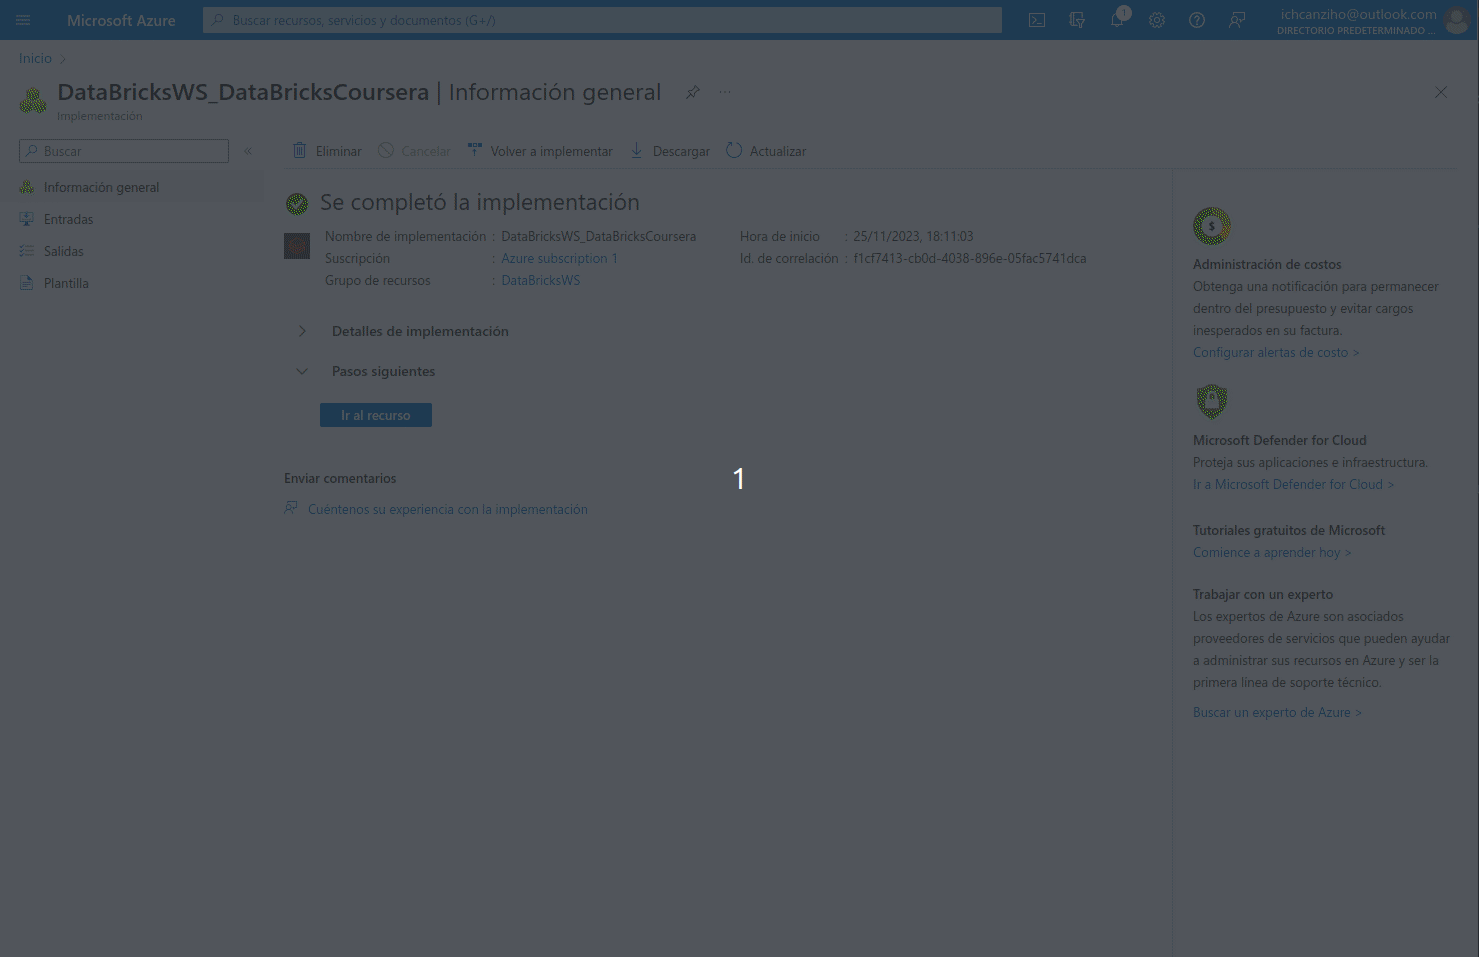 Microsoft Azure
Buscar recursos, servicios y documentos (G+/)
1
ichcanziho@outlook.com
DIRECTORIO PREDETERMINADO ...
Inicio
DataBricksWS_DataBricksCoursera | Información general
Implementación
Buscar
Eliminar
Cancelar
Volver a implementar
Descargar
Actualizar
Información general
Entradas
Salidas
Plantilla
Se completó la implementación
Nombre de implementación : DataBricksWS_DataBricksCoursera
Suscripción : Azure subscription 1
Grupo de recursos : DataBricksWS
Hora de inicio : 25/11/2023, 18:11:03
Id. de correlación : f1cf7413-cb0d-4038-896e-05fac5741dca
Detalles de implementación
Pasos siguientes
Ir al recurso
Enviar comentarios
Cuéntenos su experiencia con la implementación
1
Administración de costos
Obtenga una notificación para permanecer
dentro del presupuesto y evitar cargos
inesperados en su factura.
Configurar alertas de costo >
Microsoft Defender for Cloud
Proteja sus aplicaciones e infraestructura.
Ir a Microsoft Defender for Cloud >
Tutoriales gratuitos de Microsoft
Comience a aprender hoy >
Trabajar con un experto
Los expertos de Azure son asociados
proveedores de servicios que pueden ayudar
a administrar sus recursos en Azure y ser la
primera línea de soporte técnico.
Buscar un experto de Azure >